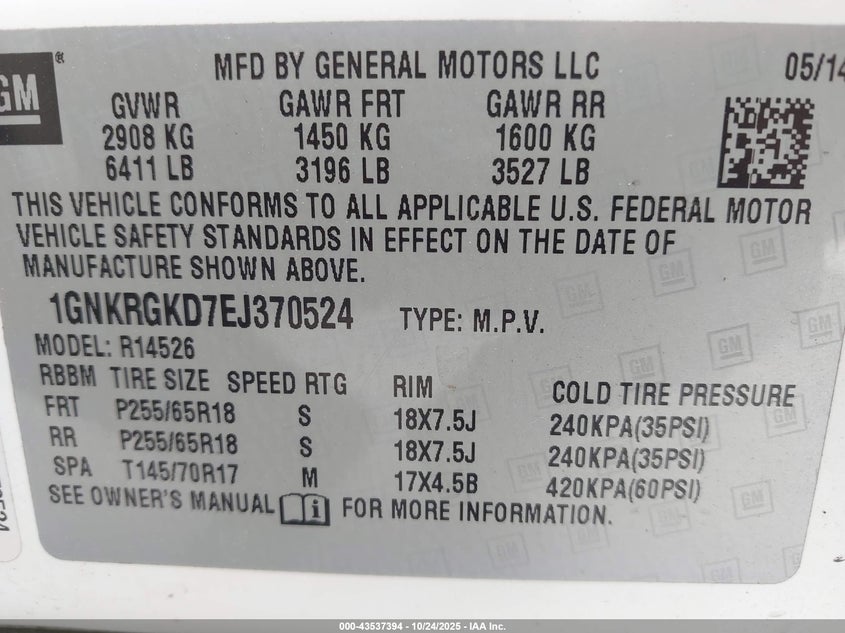 GM®
MFD BY GENERAL MOTORS LLC 05/14
GVWR GAWR FRT GAWR RR
2908 KG 1450 KG 1600 KG
6411 LB 3196 LB 3527 LB
THIS VEHICLE CONFORMS TO ALL APPLICABLE U.S. FEDERAL MOTOR
VEHICLE SAFETY STANDARDS IN EFFECT ON THE DATE OF
MANUFACTURE SHOWN ABOVE.
1GNKRGKD7EJ370524 TYPE: M.P.V.
MODEL: R14526
RBBM TIRE SIZE SPEED RTG RIM COLD TIRE PRESSURE
FRT P255/65R18 S 18X7.5J 240KPA(35PSI)
RR P255/65R18 S 18X7.5J 240KPA(35PSI)
SPA T145/70R17 M 17X4.5B 420KPA(60PSI)
SEE OWNER'S MANUAL i FOR MORE INFORMATION.
000-43537394 - 10/24/2025 - IAA Inc.